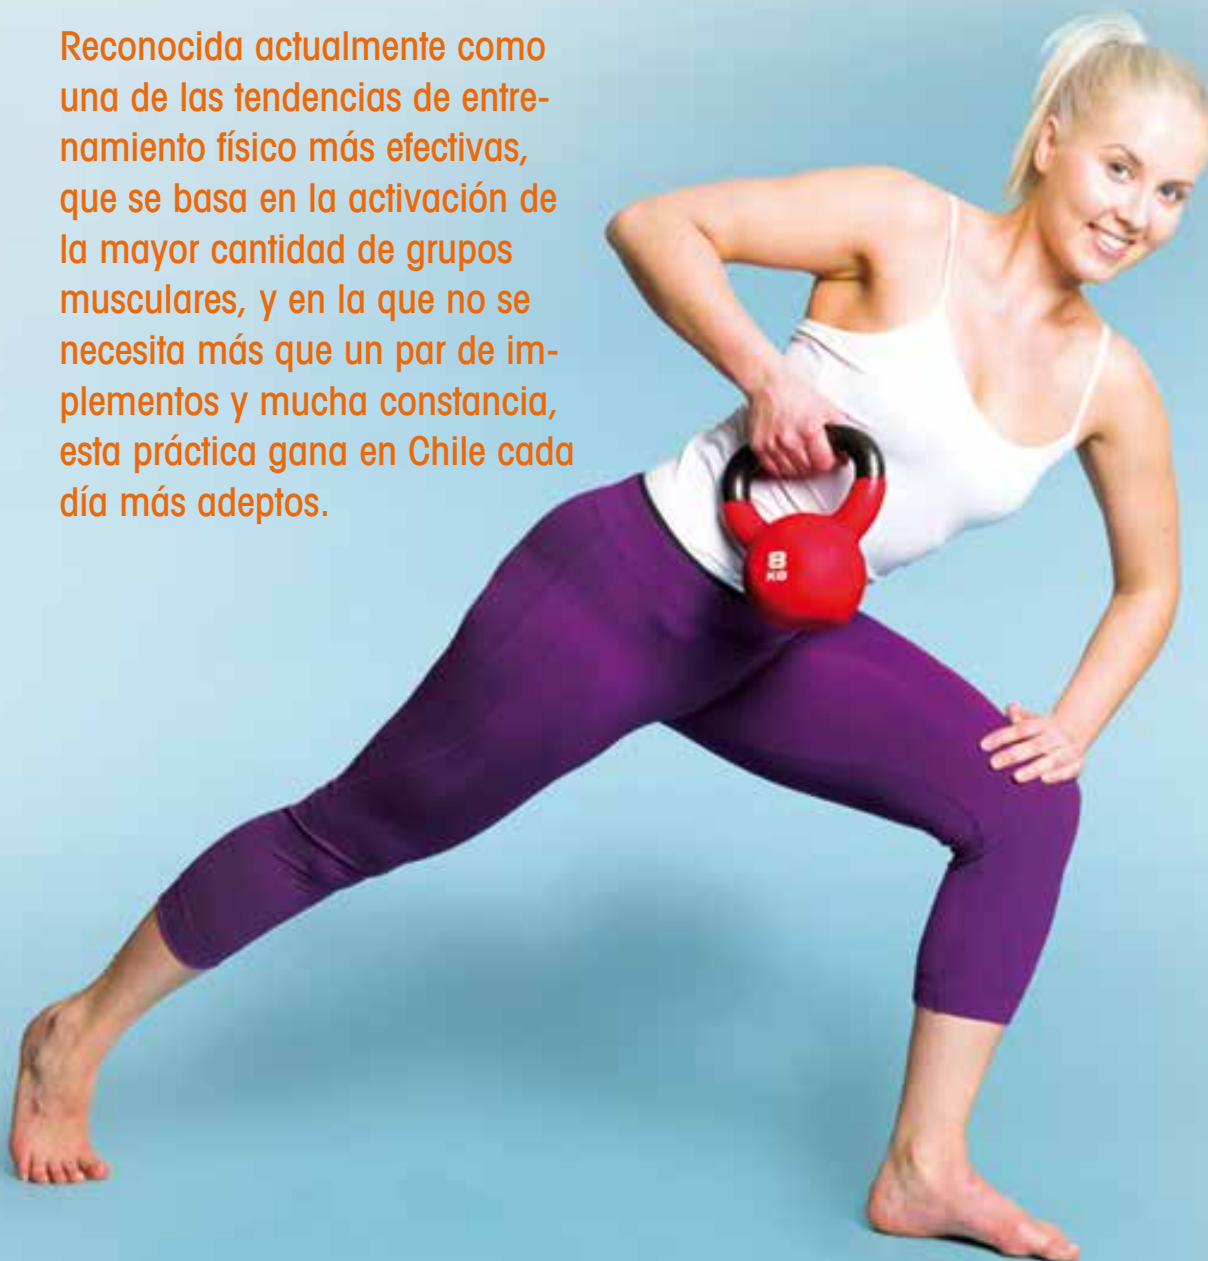 Reconocida actualmente como
una de las tendencias de entre-
namiento físico más efectivas,
que se basa en la activación de
la mayor cantidad de grupos
musculares, y en la que no se
necesita más que un par de im-
plementos y mucha constancia,
esta práctica gana en Chile cada
día más adeptos.
8
KG